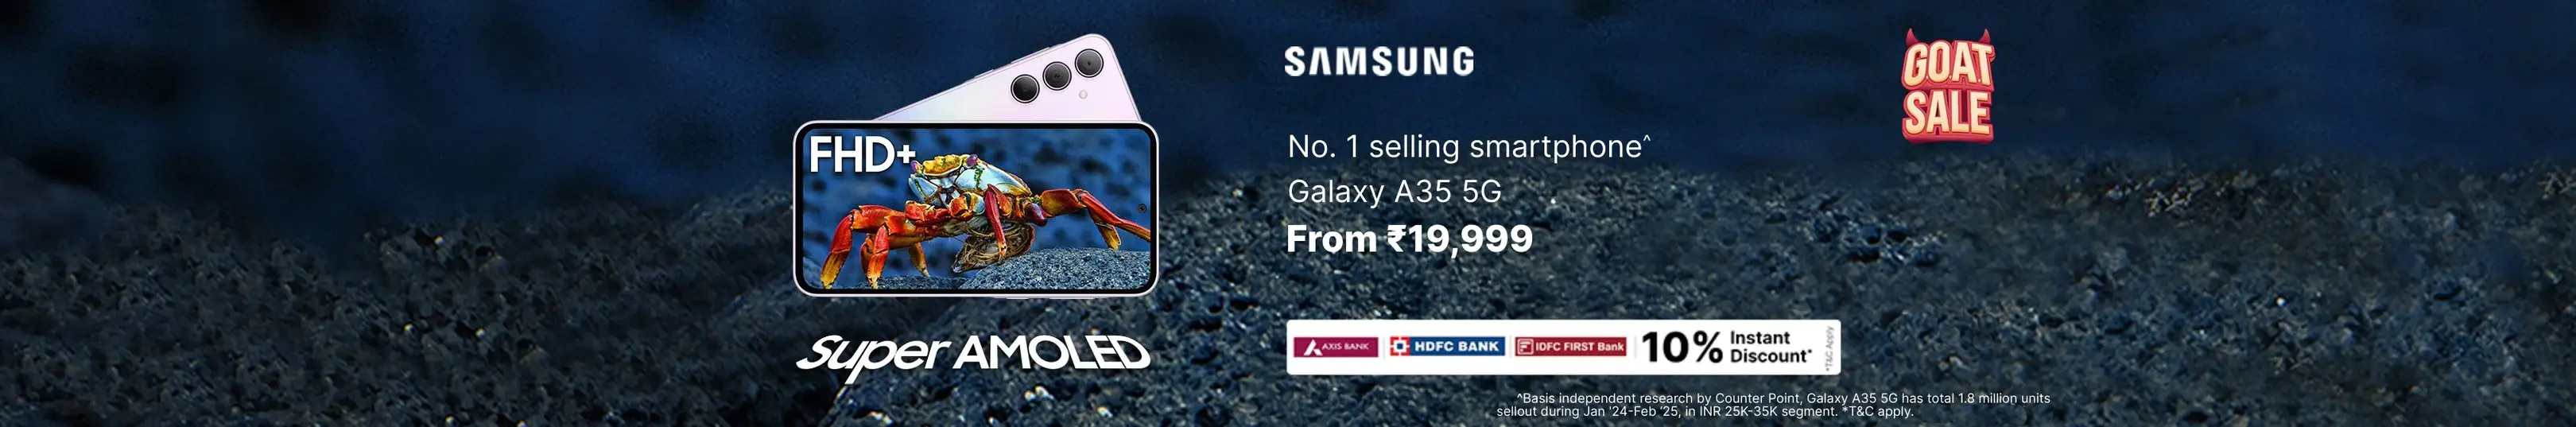 FHD+
Super AMOLED
SAMSUNG
No. 1 selling smartphone^
Galaxy A35 5G
From ₹19,999
AXIS BANK HDFC BANK IDFC FIRST Bank 10% Instant Discount*
*T&C Apply
^Basis independent research by Counter Point, Galaxy A35 5G has total 1.8 million units
sellout during Jan '24-Feb '25, in INR 25K-35K segment. *T&C apply.
GOAT
SALE